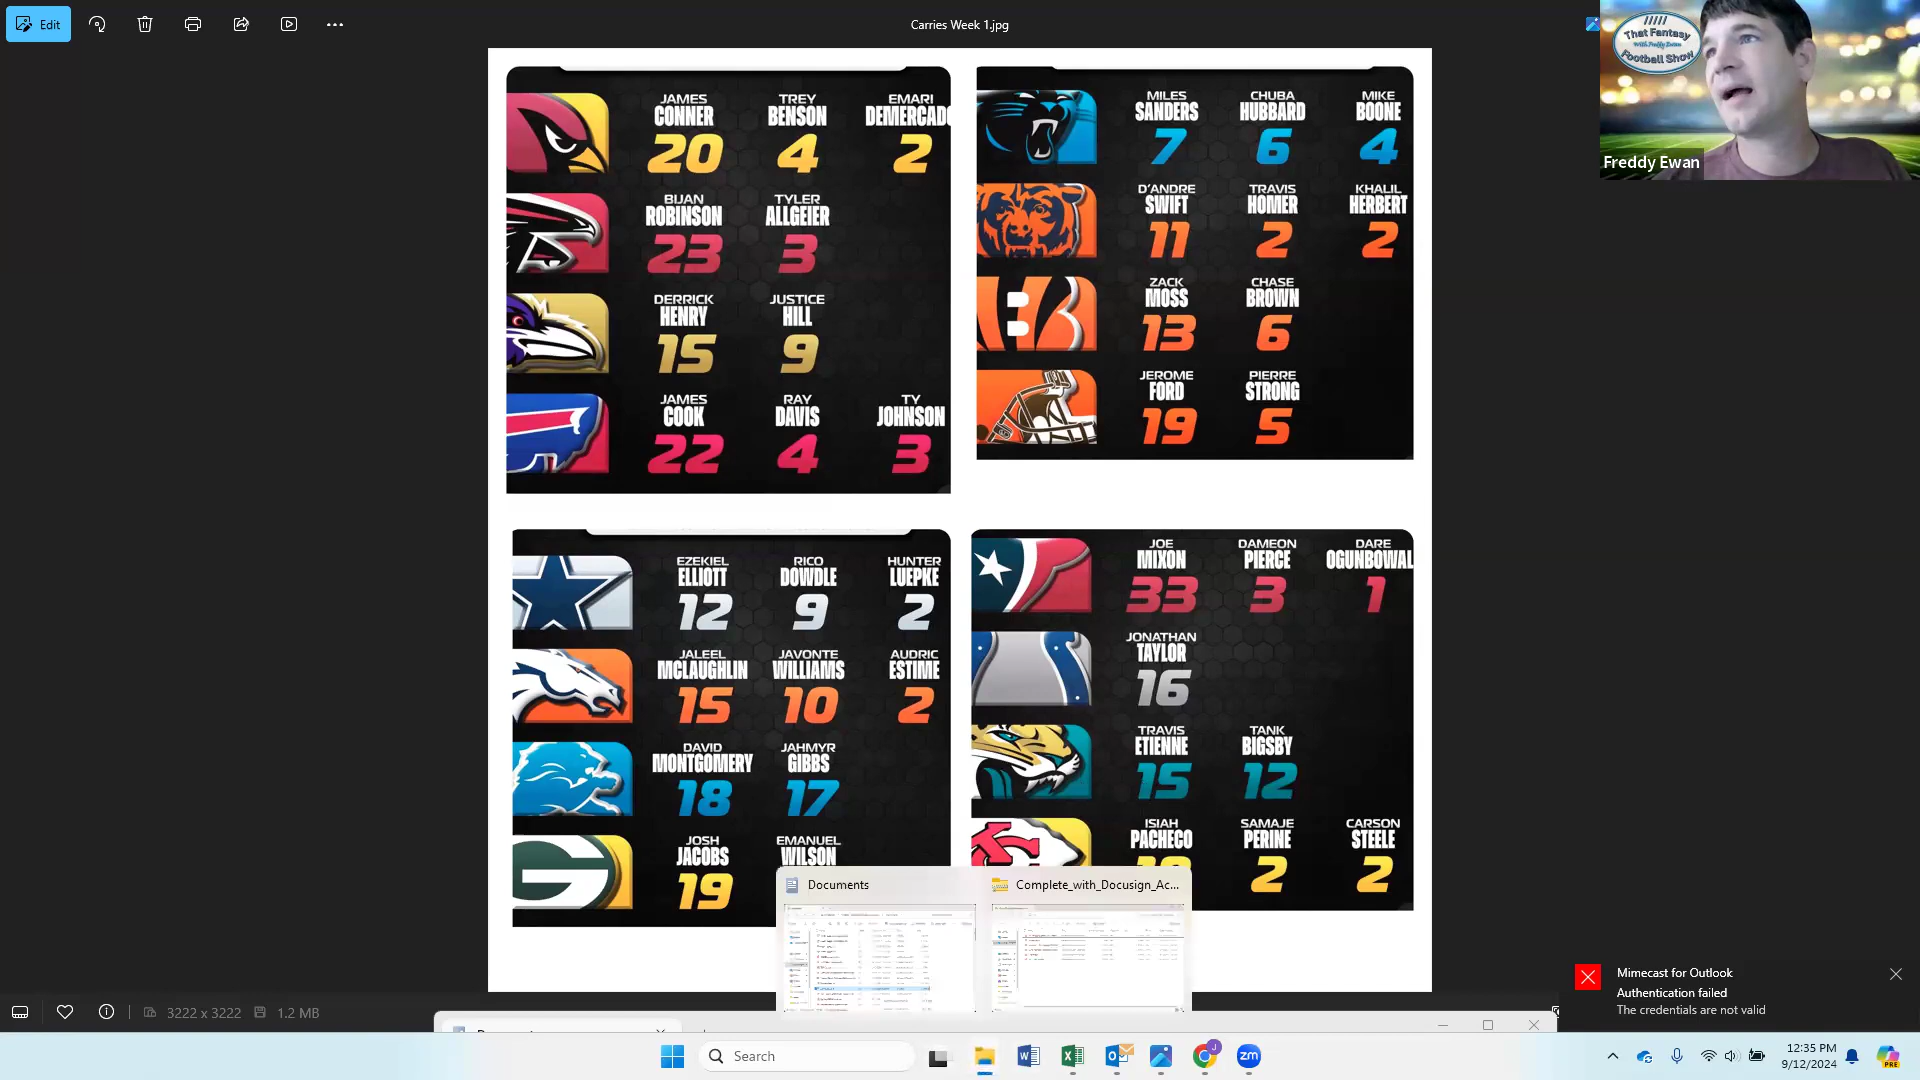 Edit
Carries Week 1.jpg
That Fantasy
With Freddy Ewan
Football Show
Freddy Ewan
JAMES CONNER 20
TREY BENSON 4
EMARI DEMERCADO 2
BIJAN ROBINSON 23
TYLER ALLGEIER 3
DERRICK HENRY 15
JUSTICE HILL 9
JAMES COOK 22
RAY DAVIS 4
TY JOHNSON 3
MILES SANDERS 7
CHUBA HUBBARD 6
MIKE BOONE 4
D'ANDRE SWIFT 11
TRAVIS HOMER 2
KHALIL HERBERT 2
ZACK MOSS 13
CHASE BROWN 6
JEROME FORD 19
PIERRE STRONG 5
EZEKIEL ELLIOTT 12
RICO DOWDLE 9
HUNTER LUEPKE 2
JALEEL MCLAUGHLIN 15
JAVONTE WILLIAMS 10
AUDRIC ESTIME 2
DAVID MONTGOMERY 18
JAHMYR GIBBS 17
JOSH JACOBS 19
EMANUEL WILSON
JOE MIXON 33
DAMEON PIERCE 3
DARE OGUNBOWAL 1
JONATHAN TAYLOR 16
TRAVIS ETIENNE 15
TANK BIGSBY 12
ISIAH PACHECO
SAMAJE PERINE 2
CARSON STEELE 2
Documents
Complete_with_Docusign_Ac...
Mimecast for Outlook
Authentication failed
The credentials are not valid
3222 x 3222
1.2 MB
Search
12:35 PM
9/12/2024